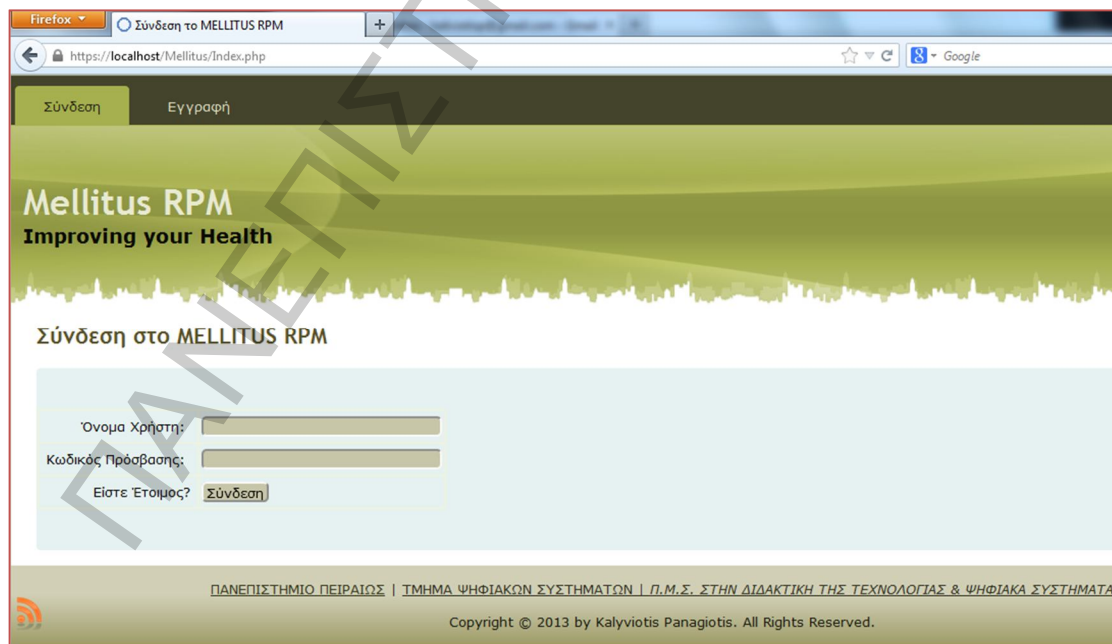 Firefox
Σύνδεση το MELLITUS RPM
+
https://localhost/Mellitus/Index.php
8 Google
Σύνδεση Εγγραφή
Mellitus RPM
Improving your Health
Σύνδεση στο MELLITUS RPM
Όνομα Χρήστη:
Κωδικός Πρόσβασης:
Είστε Έτοιμος? Σύνδεση
ΠΑΝΕΠΙΣΤΗΜΙΟ ΠΕΙΡΑΙΩΣ | ΤΜΗΜΑ ΨΗΦΙΑΚΩΝ ΣΥΣΤΗΜΑΤΩΝ | Π.Μ.Σ. ΣΤΗΝ ΔΙΔΑΚΤΙΚΗ ΤΗΣ ΤΕΧΝΟΛΟΓΙΑΣ & ΨΗΦΙΑΚΑ ΣΥΣΤΗΜΑΤΑ
Copyright © 2013 by Kalyviotis Panagiotis. All Rights Reserved.
ΠΑΝΕΠΙΣΤ